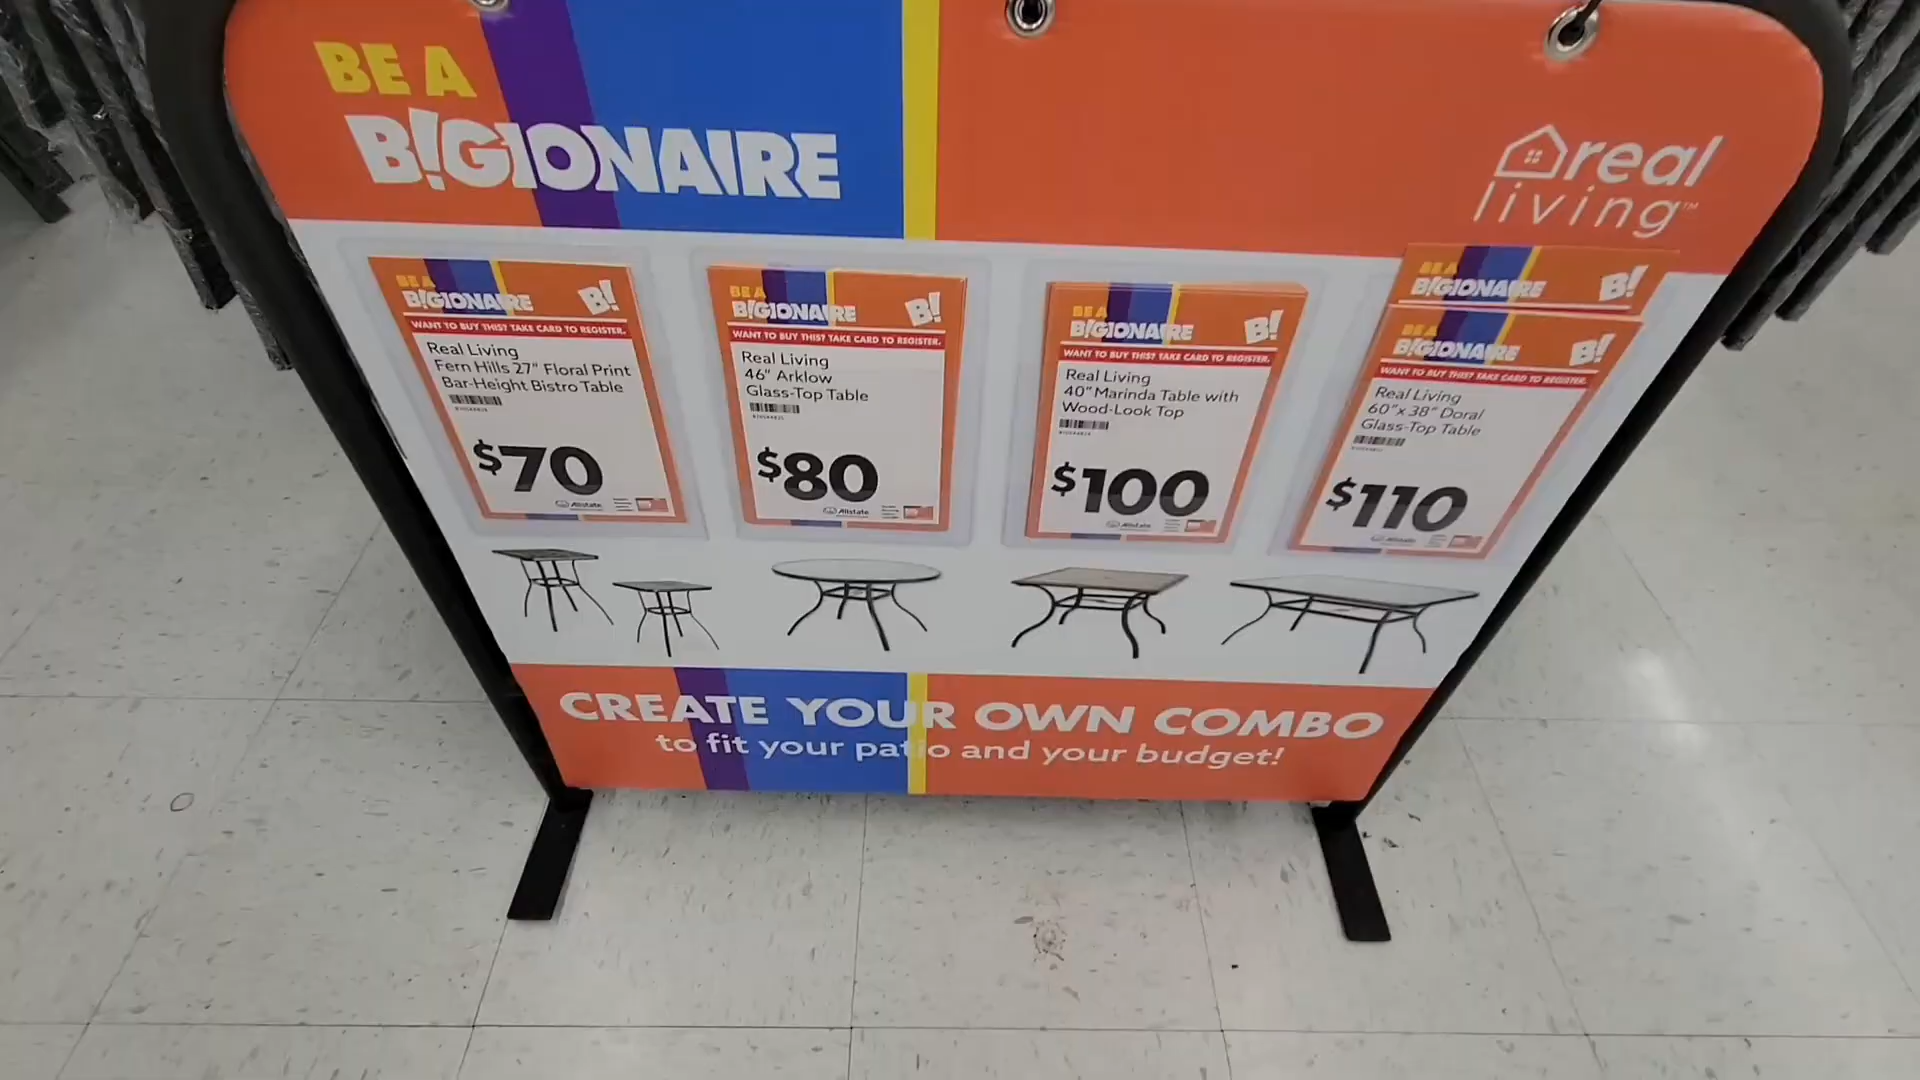 BE A
B!GIONAIRE
real
living™
BE A
B!GIONAIRE B!
WANT TO BUY THIS? TAKE CARD TO REGISTER.
Real Living
Fern Hills 27" Floral Print
Bar-Height Bistro Table
$70
Allstate
BE A
B!GIONAIRE B!
WANT TO BUY THIS? TAKE CARD TO REGISTER.
Real Living
46" Arklow
Glass-Top Table
$80
Allstate
BE A
B!GIONAIRE B!
WANT TO BUY THIS? TAKE CARD TO REGISTER.
Real Living
40" Marinda Table with
Wood-Look Top
$100
Allstate
BE A
B!GIONAIRE B!
BE A
B!GIONAIRE B!
WANT TO BUY THIS? TAKE CARD TO REGISTER.
Real Living
60"x 38" Doral
Glass-Top Table
$110
Allstate
CREATE YOUR OWN COMBO
to fit your patio and your budget!